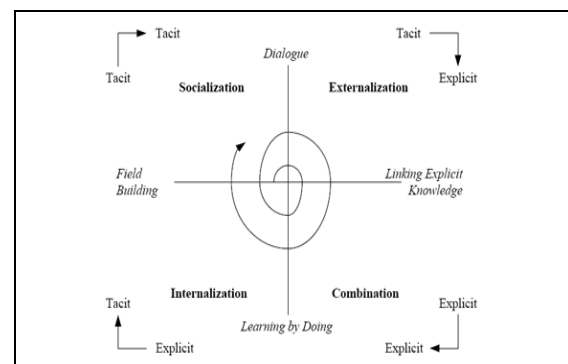 Tacit
Tacit
Dialogue
Tacit
Explicit
Socialization
Externalization
Field
Building
Linking Explicit
Knowledge
Internalization
Combination
Tacit
Explicit
Learning by Doing
Explicit
Explicit